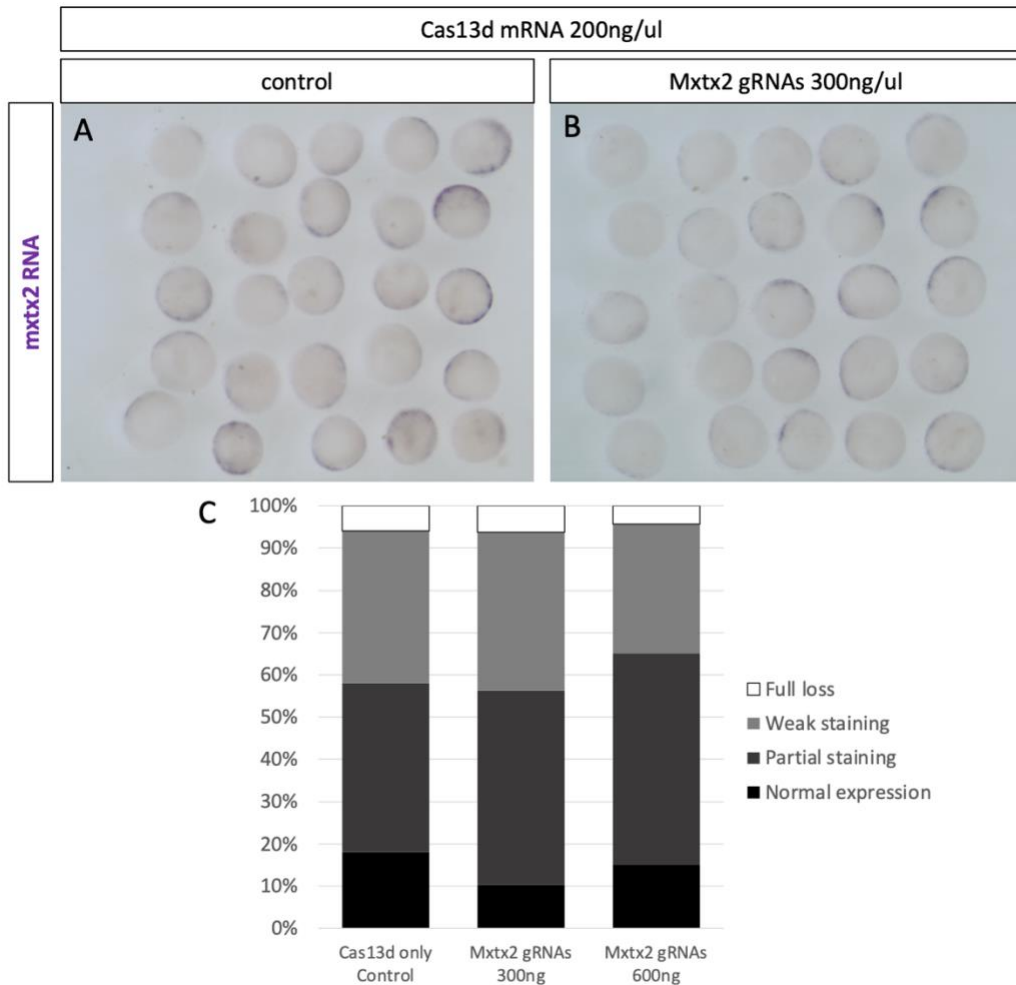 Cas13d mRNA 200ng/ul
control
Mxtx2 gRNAs 300ng/ul
mxtx2 RNA
A
B
C
100%
90%
80%
70%
60%
50%
40%
30%
20%
10%
0%
Full loss
Weak staining
Partial staining
Normal expression
Cas13d only
Control
Mxtx2 gRNAs
300ng
Mxtx2 gRNAs
600ng